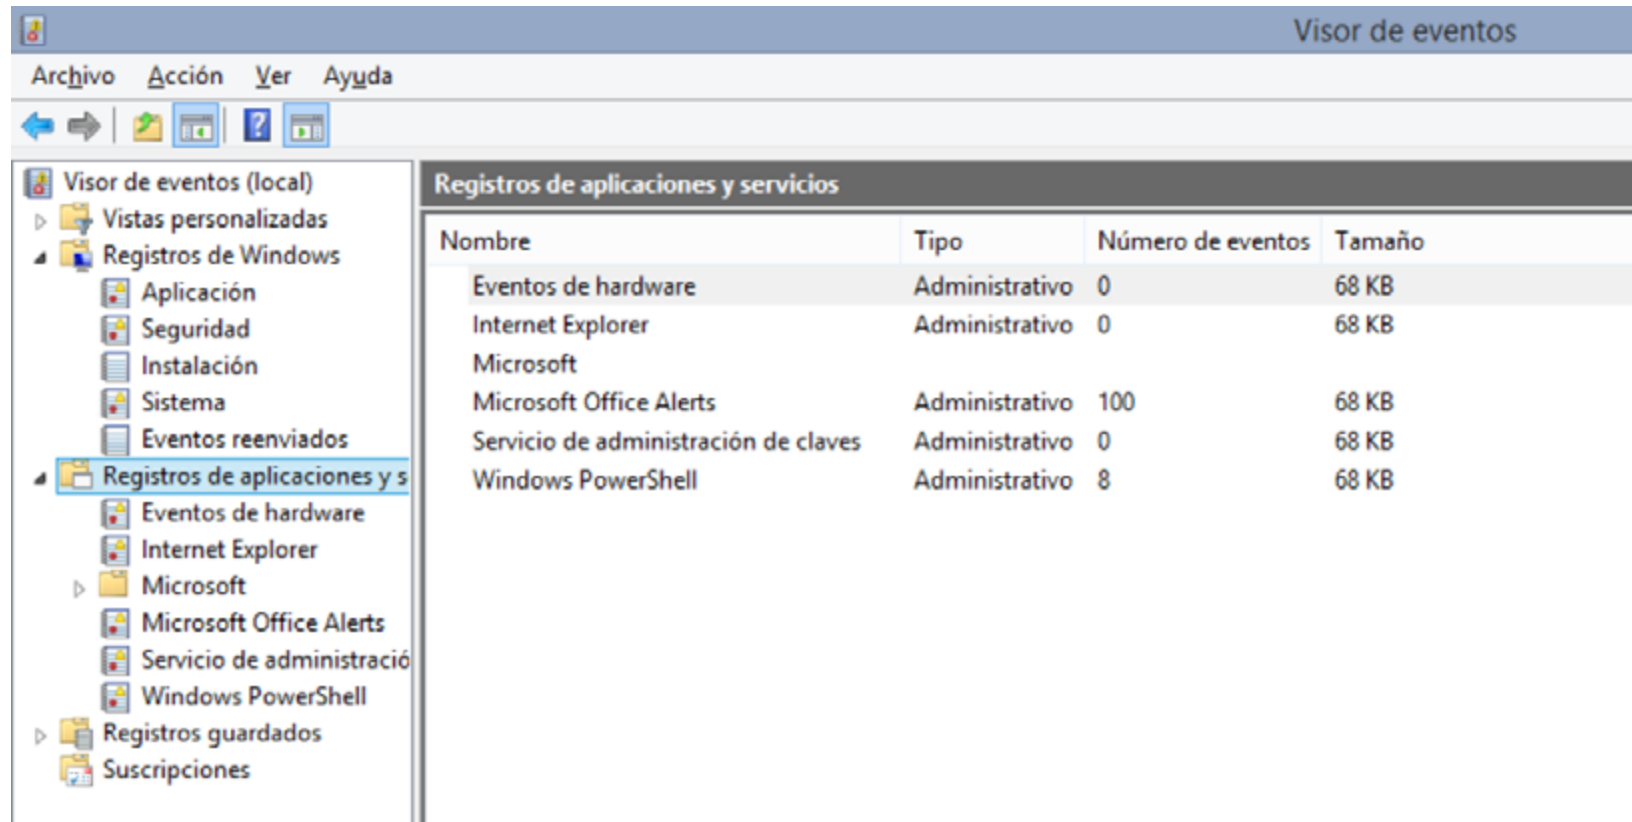 Visor de eventos
Archivo Acción Ver Ayuda
Visor de eventos (local)
Vistas personalizadas
Registros de Windows
Aplicación
Seguridad
Instalación
Sistema
Eventos reenviados
Registros de aplicaciones y s
Eventos de hardware
Internet Explorer
Microsoft
Microsoft Office Alerts
Servicio de administració
Windows PowerShell
Registros guardados
Suscripciones
Registros de aplicaciones y servicios
Nombre Tipo Número de eventos Tamaño
Eventos de hardware Administrativo 0 68 KB
Internet Explorer Administrativo 0 68 KB
Microsoft
Microsoft Office Alerts Administrativo 100 68 KB
Servicio de administración de claves Administrativo 0 68 KB
Windows PowerShell Administrativo 8 68 KB